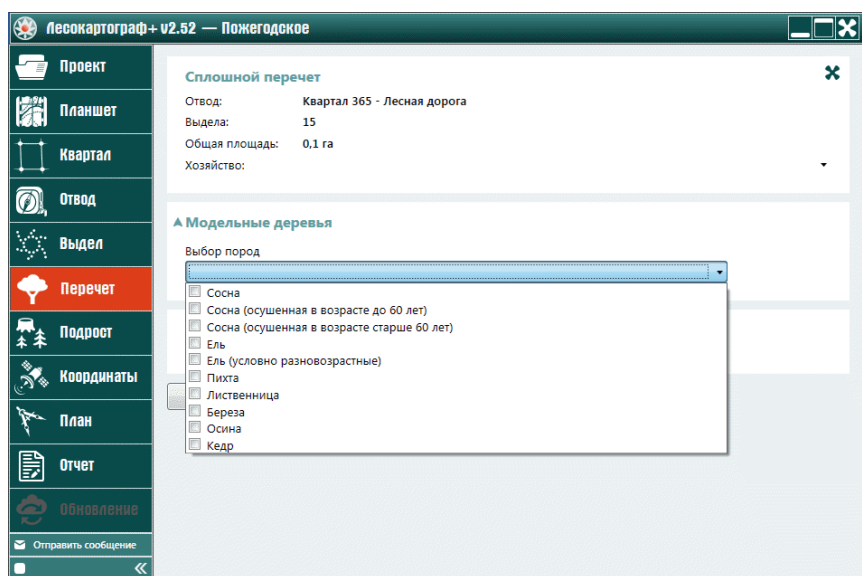 Лесокартограф+ v2.52 — Пожегодское
Проект
Планшет
Квартал
Отвод
Выдел
Перечет
Подрост
Координаты
План
Отчет
Обновление
Отправить сообщение
Сплошной перечет
Отвод: Квартал 365 - Лесная дорога
Выдела: 15
Общая площадь: 0,1 га
Хозяйство:
Модельные деревья
Выбор пород
Сосна
Сосна (осушенная в возрасте до 60 лет)
Сосна (осушенная в возрасте старше 60 лет)
Ель
Ель (условно разновозрастные)
Пихта
Лиственница
Береза
Осина
Кедр